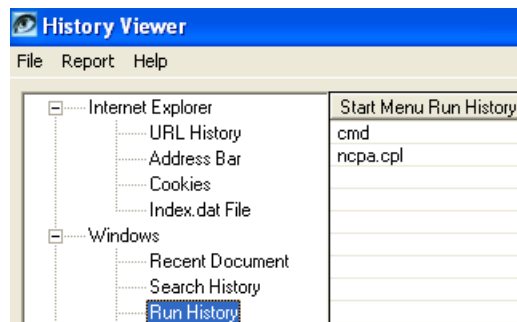 History Viewer
File Report Help
Internet Explorer
URL History
Address Bar
Cookies
Index.dat File
Windows
Recent Document
Search History
Run History
Start Menu Run History
cmd
ncpa.cpl